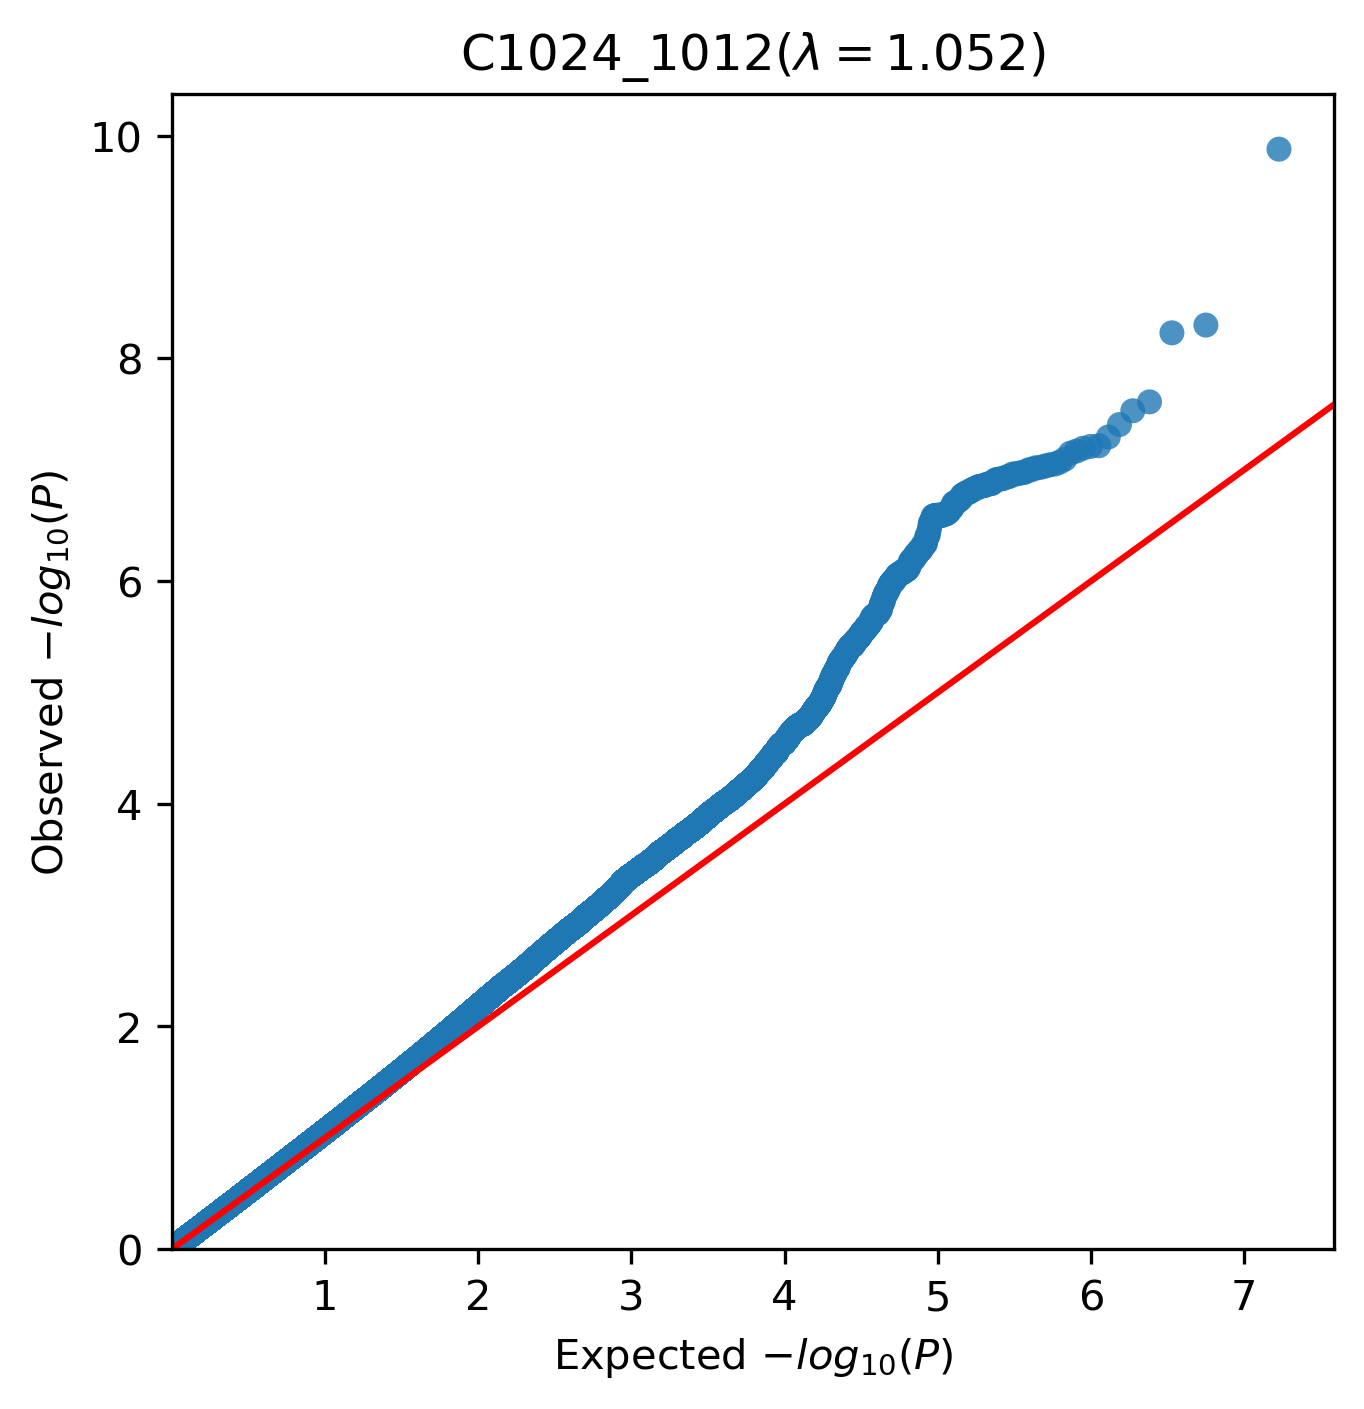 C1024_1012(λ = 1.052)
10
8
6
4
2
0
Observed −log₁₀(P)
1 2 3 4 5 6 7
Expected −log₁₀(P)